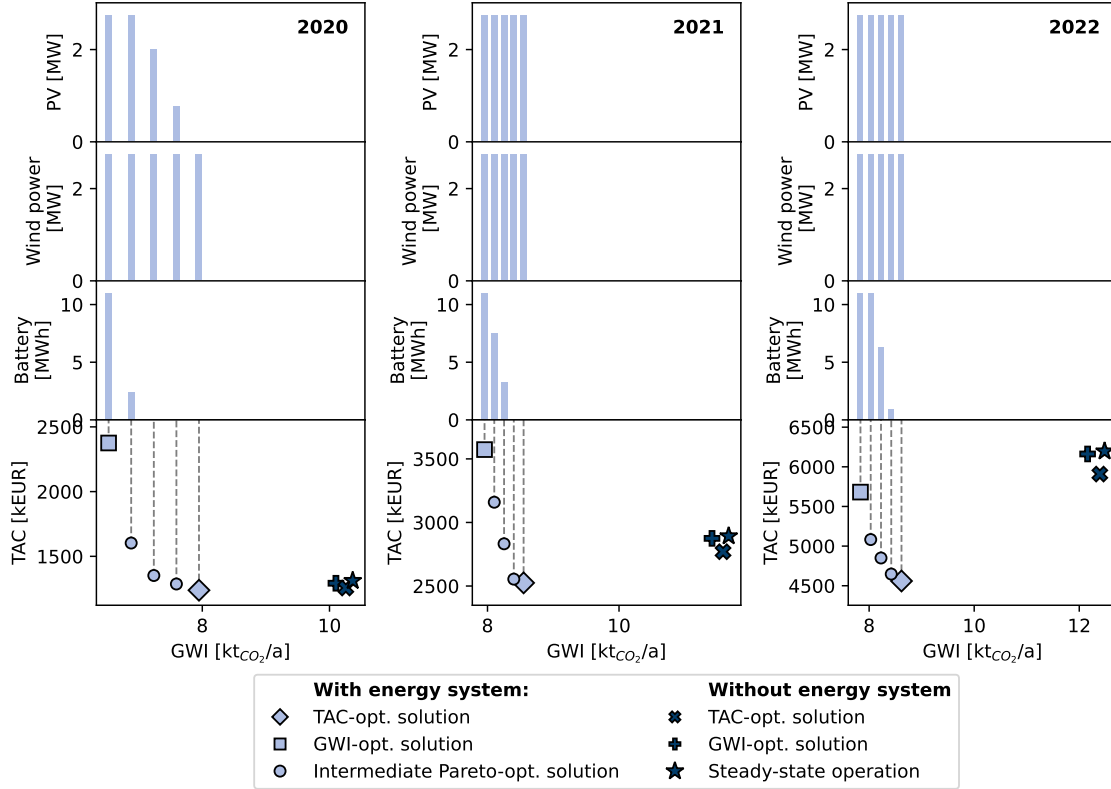 2020
PV [MW]
2
0
Wind power
[MW]
2
0
Battery
[MWh]
10
5
0
TAC [kEUR]
2500
2000
1500
8
10
GWI [kt_{CO_2}/a]
2021
PV [MW]
2
0
Wind power
[MW]
2
0
Battery
[MWh]
10
5
0
TAC [kEUR]
3500
3000
2500
8
10
GWI [kt_{CO_2}/a]
2022
PV [MW]
2
0
Wind power
[MW]
2
0
Battery
[MWh]
10
5
0
TAC [kEUR]
6500
6000
5500
5000
4500
8
10
12
GWI [kt_{CO_2}/a]
With energy system:
TAC-opt. solution
GWI-opt. solution
Intermediate Pareto-opt. solution
Without energy system
TAC-opt. solution
GWI-opt. solution
Steady-state operation